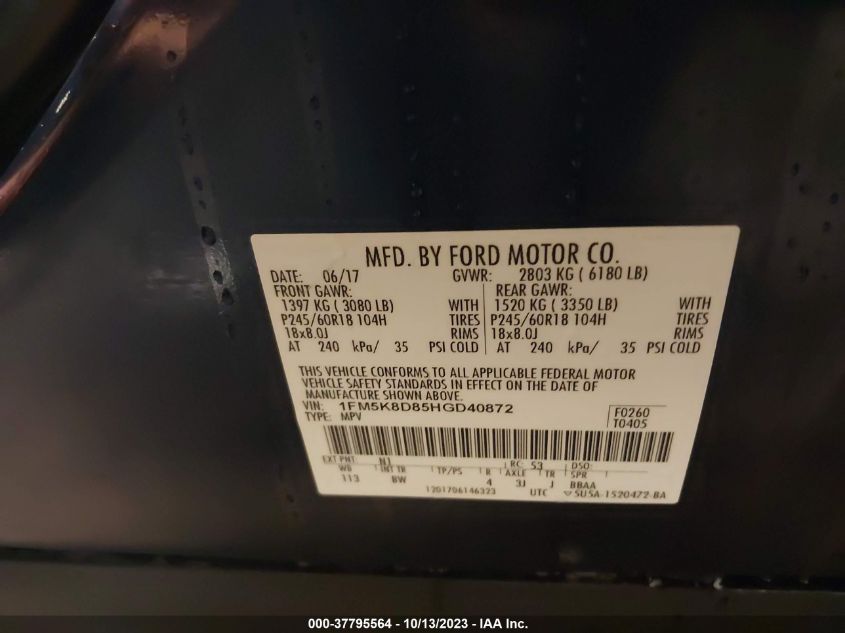 MFD. BY FORD MOTOR CO.
DATE: 06/17 GVWR: 2803 KG ( 6180 LB)
FRONT GAWR: REAR GAWR:
1397 KG ( 3080 LB) WITH 1520 KG ( 3350 LB) WITH
P245/60R18 104H TIRES P245/60R18 104H TIRES
18x8.0J RIMS 18x8.0J RIMS
AT 240 kPa/ 35 PSI COLD AT 240 kPa/ 35 PSI COLD
THIS VEHICLE CONFORMS TO ALL APPLICABLE FEDERAL MOTOR
VEHICLE SAFETY STANDARDS IN EFFECT ON THE DATE OF
MANUFACTURE SHOWN ABOVE.
VIN: 1FM5K8D85HGD40872 F0260
TYPE: MPV T0405
EXT PNT: N1 RC: 53 DSO:
WB INT TR TP/PS R AXLE TR SPR
113 BW 4 3J J BBAA
1201706146323 UTC 5U5A-1520472-BA
000-37795564 | 10/13/2023 - IAA Inc.